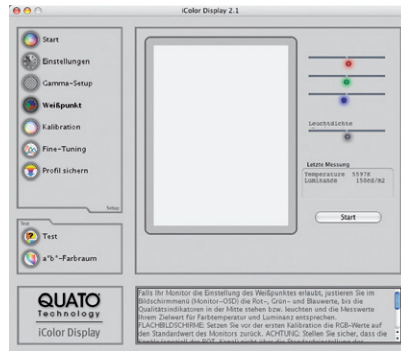 iColor Display 2.1
Start
Einstellungen
Gamma-Setup
Weißpunkt
Kalibration
Fine-Tuning
Profil sichern
Setup
Test
Test
a*b*-Farbraum
Leuchtdichte
Letzte Messung
Temperature 5597K
Luminance 150cd/m2
Start
QUATO
Technology
iColor Display
Falls Ihr Monitor die Einstellung des Weißpunktes erlaubt, justieren Sie im
Bildschirmmenü (Monitor-OSD) die Rot-, Grün- und Blauwerte, bis die
Qualitätsindikatoren in der Mitte stehen bzw. leuchten und die Messwerte
Ihrem Zielwert für Farbtemperatur und Luminanz entsprechen.
FLACHBILDSCHIRME: Setzen Sie vor der ersten Kalibration die RGB-Werte auf
den Standardwert des Monitors zurück. ACHTUNG: Stellen Sie sicher, dass die